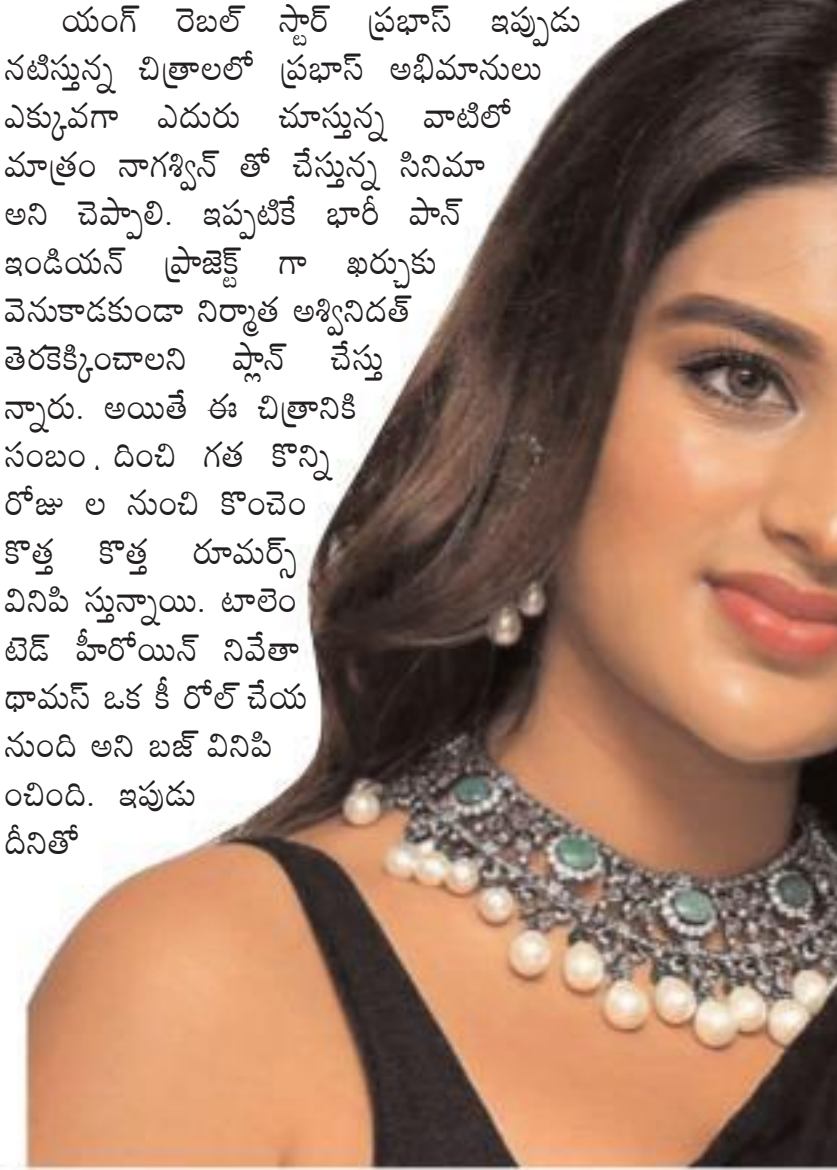 యంగ్ రెబల్ స్టార్ ప్రభాస్ ఇప్పుడు
నటిస్తున్న చిత్రాలలో ప్రభాస్ అభిమానులు
ఎక్కువగా ఎదురు చూస్తున్న వాటిలో
మాత్రం నాగశ్విన్ తో చేస్తున్న సినిమా
అని చెప్పాలి. ఇప్పటికే భారీ పాన్
ఇండియన్ ప్రాజెక్ట్ గా ఖర్చుకు
వెనుకాడకుండా నిర్మాత అశ్వినిదత్
తెరకెక్కించాలని ప్లాన్ చేస్తు
న్నారు. అయితే ఈ చిత్రానికి
సంబం . దించి గత కొన్ని
రోజు ల నుంచి కొంచెం
కొత్త కొత్త రూమర్స్
వినిపి స్తున్నాయి. టాలెం
టెడ్ హీరోయిన్ నివేతా
థామస్ ఒక కీ రోల్ చేయ
నుంది అని బజ్ వినిపి
ంచింది. ఇపుడు
దీనితో